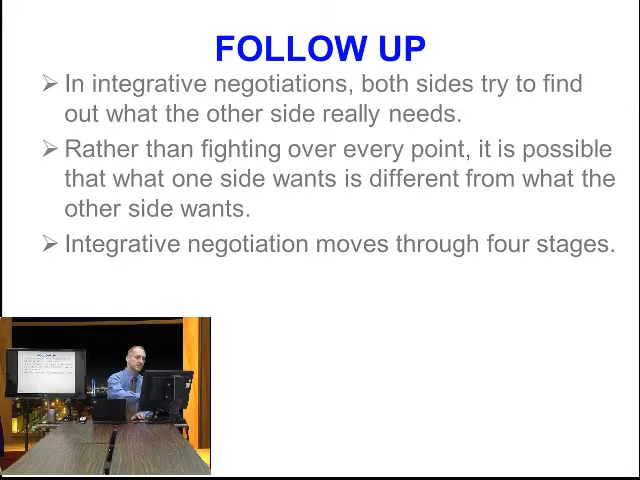 FOLLOW UP
In integrative negotiations, both sides try to find
out what the other side really needs.
Rather than fighting over every point, it is possible
that what one side wants is different from what the
other side wants.
Integrative negotiation moves through four stages.
FOLLOW UP